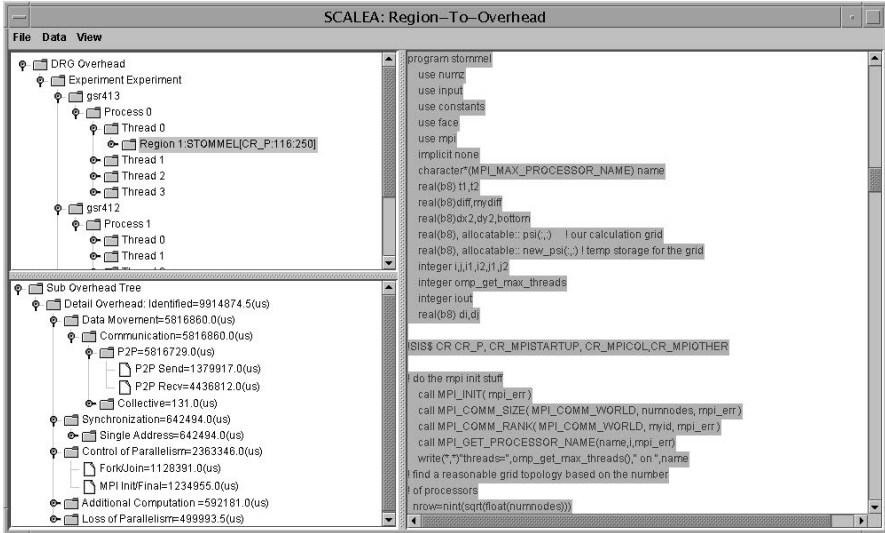 SCALEA: Region-To-Overhead
File Data View
DRG Overhead
Experiment Experiment
gsr413
Process 0
Thread 0
Region 1:STOMMEL[CR_P:116:250]
Thread 1
Thread 2
Thread 3
gsr412
Process 1
Thread 0
Thread 1
Sub Overhead Tree
Detail Overhead: Identified=9914874.5(us)
Data Movement=5816860.0(us)
Communication=5816860.0(us)
P2P=5816729.0(us)
P2P Send=1379917.0(us)
P2P Recv=4436812.0(us)
Collective=131.0(us)
Synchronization=642494.0(us)
Single Address=642494.0(us)
Control of Parallelism=2363346.0(us)
Fork/Join=1128391.0(us)
MPI Init/Final=1234955.0(us)
Additional Computation =592181.0(us)
Loss of Parallelism=499993.5(us)
program stommel
use numz
use input
use constants
use face
use mpi
implicit none
character*(MPI_MAX_PROCESSOR_NAME) name
real(b8) t1,t2
real(b8)diff,mydiff
real(b8)dx2,dy2,bottom
real(b8), allocatable:: psi(:,:) ! our calculation grid
real(b8), allocatable:: new_psi(:,:) ! temp storage for the grid
integer i,j,i1,i2,j1,j2
integer omp_get_max_threads
integer iout
real(b8) di,dj
!SIS$ CR CR_P, CR_MPISTARTUP, CR_MPICOL,CR_MPIOTHER
! do the mpi init stuff
call MPI_INIT( mpi_err )
call MPI_COMM_SIZE( MPI_COMM_WORLD, numnodes, mpi_err )
call MPI_COMM_RANK( MPI_COMM_WORLD, myid, mpi_err )
call MPI_GET_PROCESSOR_NAME(name,i,mpi_err)
write(*,*)"threads=",omp_get_max_threads()," on ",name
! find a reasonable grid topology based on the number
! of processors
nrow=nint(sqrt(float(numnodes)))